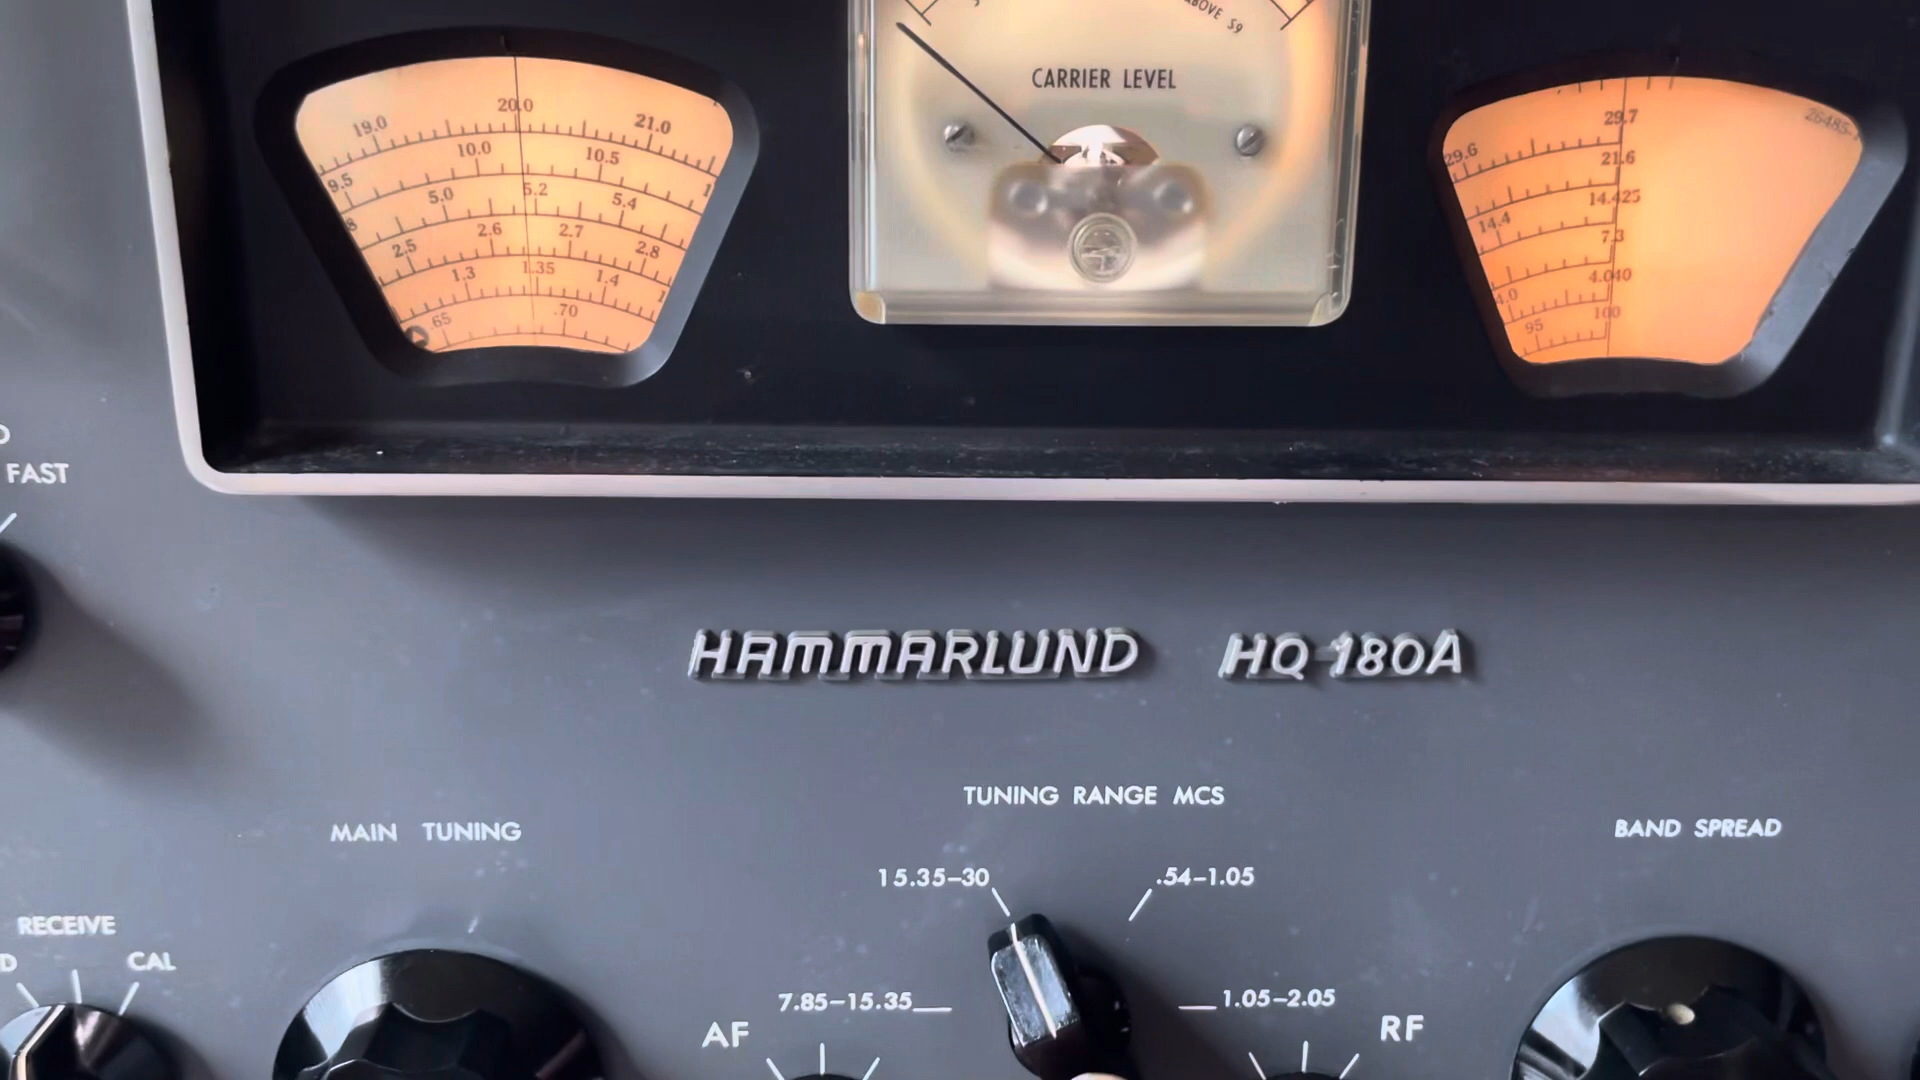 ABOVE S9
CARRIER LEVEL
19.0 20.0 21.0
9.5 10.0 10.5
5.0 5.2 5.4
2.5 2.6 2.7 2.8
1.3 1.35 1.4
65 .70
29.6 29.7
21.6
14.4 14.425
7.3
4.0 4.040
95 100
FAST
HAMMARLUND HQ-180A
TUNING RANGE MCS
MAIN TUNING
BAND SPREAD
15.35–30 .54–1.05
RECEIVE
CAL
7.85–15.35 1.05–2.05
AF RF